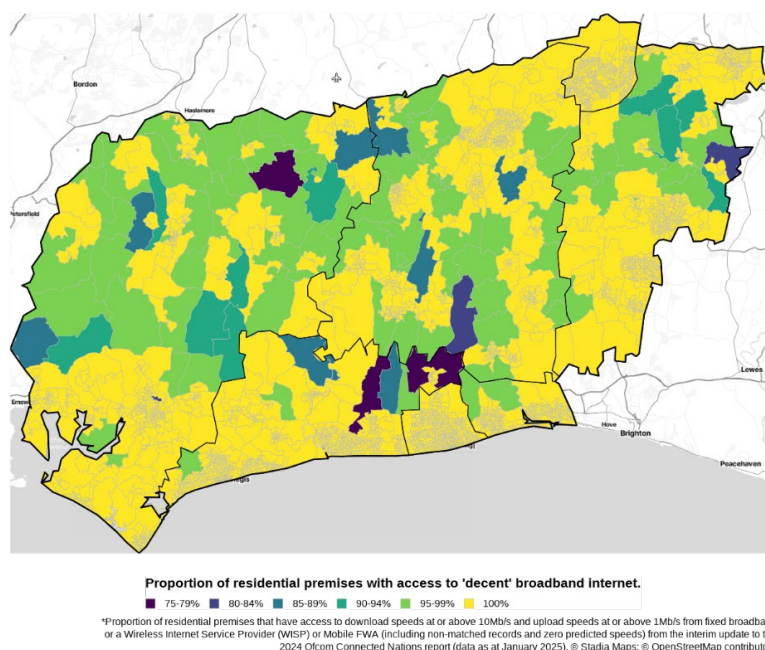 Bordon
Haslemere
Lewes
Hove
Brighton
Peacehaven
Proportion of residential premises with access to 'decent' broadband internet.
75-79% 80-84% 85-89% 90-94% 95-99% 100%
*Proportion of residential premises that have access to download speeds at or above 10Mb/s and upload speeds at or above 1Mb/s from fixed broadba
or a Wireless Internet Service Provider (WISP) or Mobile FWA (including non-matched records and zero predicted speeds) from the interim update to t
2024 Ofcom Connected Nations report (data as at January 2025). © Stadia Maps; © OpenStreetMap contribut